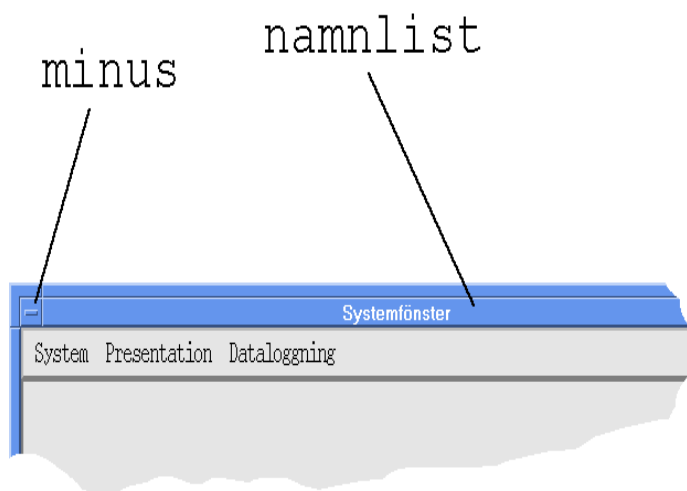 namnlist
minus
Systemfönster
System Presentation Dataloggning